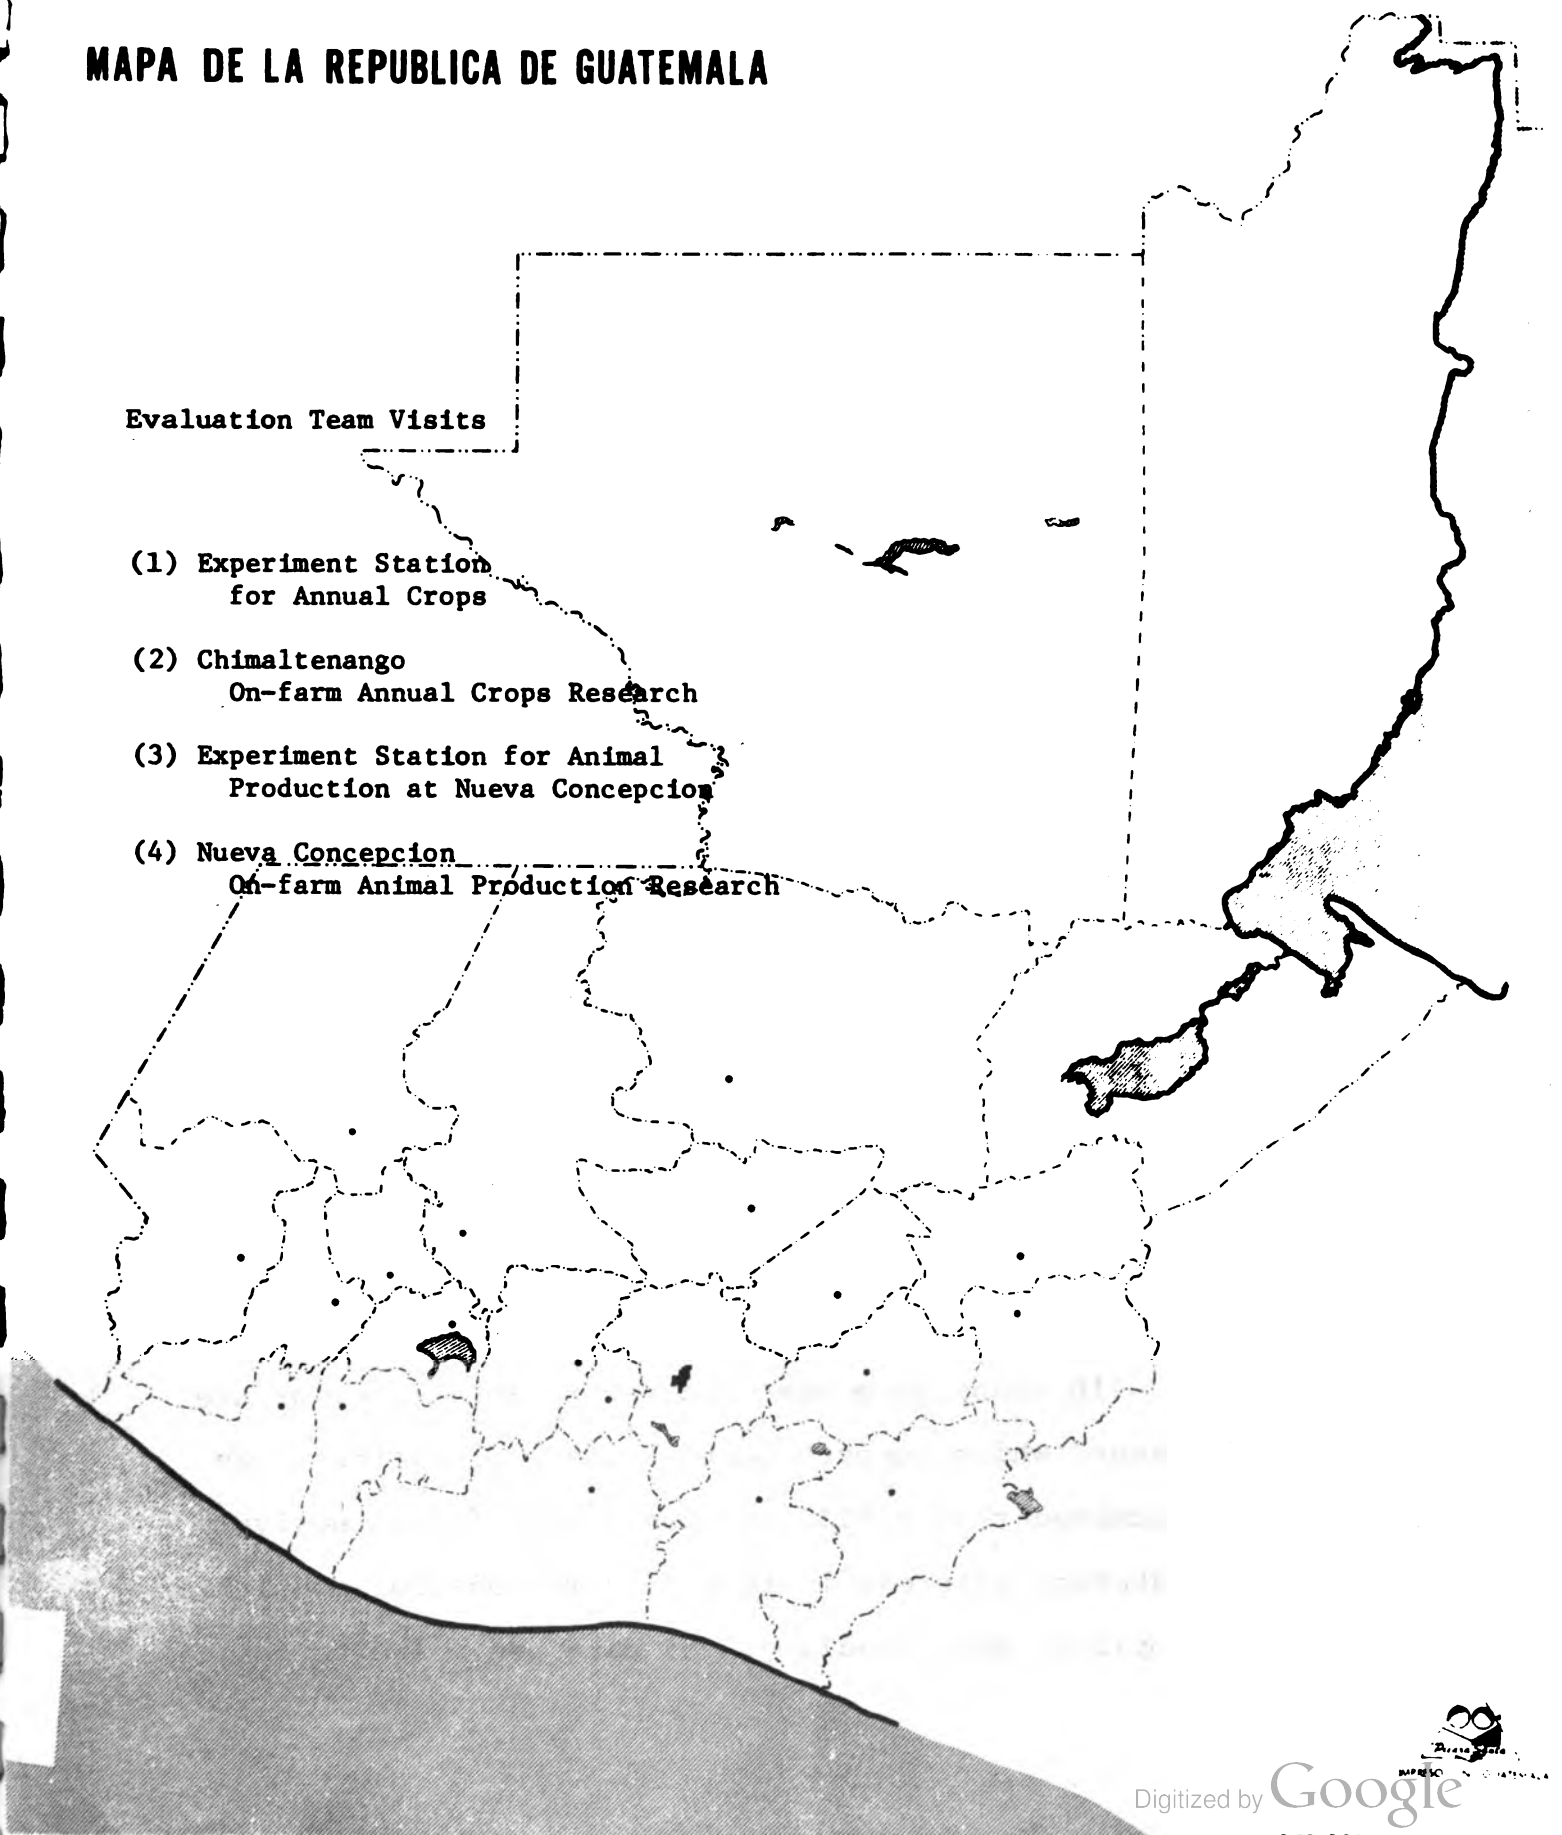 MAPA DE LA REPUBLICA DE GUATEMALA
Evaluation Team Visits
(1) Experiment Station
for Annual Crops
(2) Chimaltenango
On-farm Annual Crops Research
(3) Experiment Station for Animal
Production at Nueva Concepcion
(4) Nueva Concepcion
On-farm Animal Production Research
IMPRESO
Digitized by Google